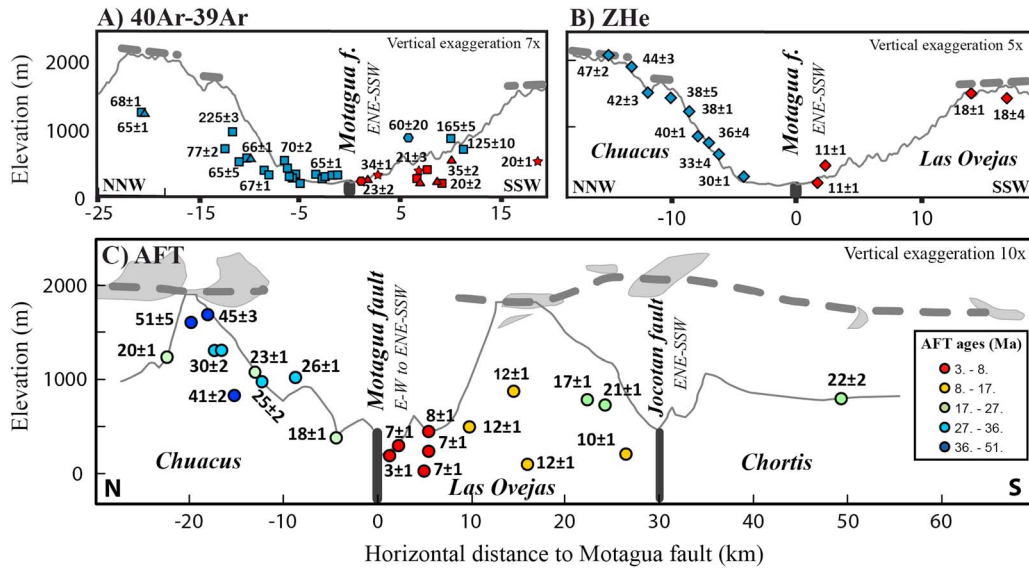 A) 40Ar-39Ar
Vertical exaggeration 7x
Elevation (m)
2000
1000
0
68±1
65±1
225±3
77±2
66±1
65±5
67±1
70±2
65±1
Motagua f.
ENE-SSW
34±1
23±2
60±20
21±3
165±5
125±10
35±2
20±2
20±1
NNW
SSW
-25
-15
-5
5
15
B) ZHe
Vertical exaggeration 5x
47±2
44±3
42±3
38±5
38±1
40±1
36±4
33±4
30±1
Chuacus
Motagua f.
ENE-SSW
11±1
11±1
18±1
18±4
Las Ovejas
NNW
SSW
-10
0
10
C) AFT
Vertical exaggeration 10x
Elevation (m)
2000
1000
0
51±5
45±3
20±1
30±2
41±2
23±1
25±2
26±1
18±1
Chuacus
Motagua fault
E-W to ENE-SSW
7±1
3±1
8±1
7±1
7±1
12±1
12±1
12±1
17±1
21±1
10±1
Las Ovejas
Jocotan fault
ENE-SSW
22±2
Chortis
AFT ages (Ma)
3. - 8.
8. - 17.
17. - 27.
27. - 36.
36. - 51.
N
S
-20
-10
0
10
20
30
40
50
60
Horizontal distance to Motagua fault (km)